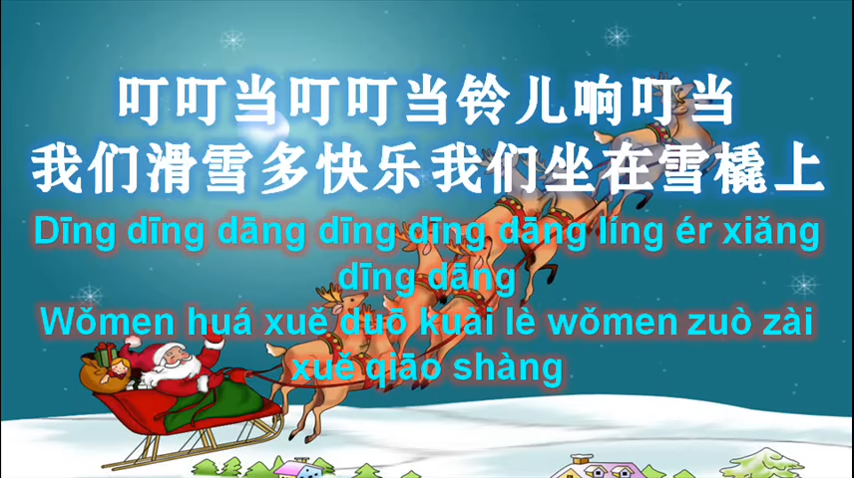 叮叮当叮叮当铃儿响叮当
我们滑雪多快乐我们坐在雪橇上
Dīng dīng dāng dīng dīng dāng líng ér xiǎng
dīng dāng
Wǒmen huá xuě duō kuài lè wǒmen zuò zài
xuě qiāo shàng